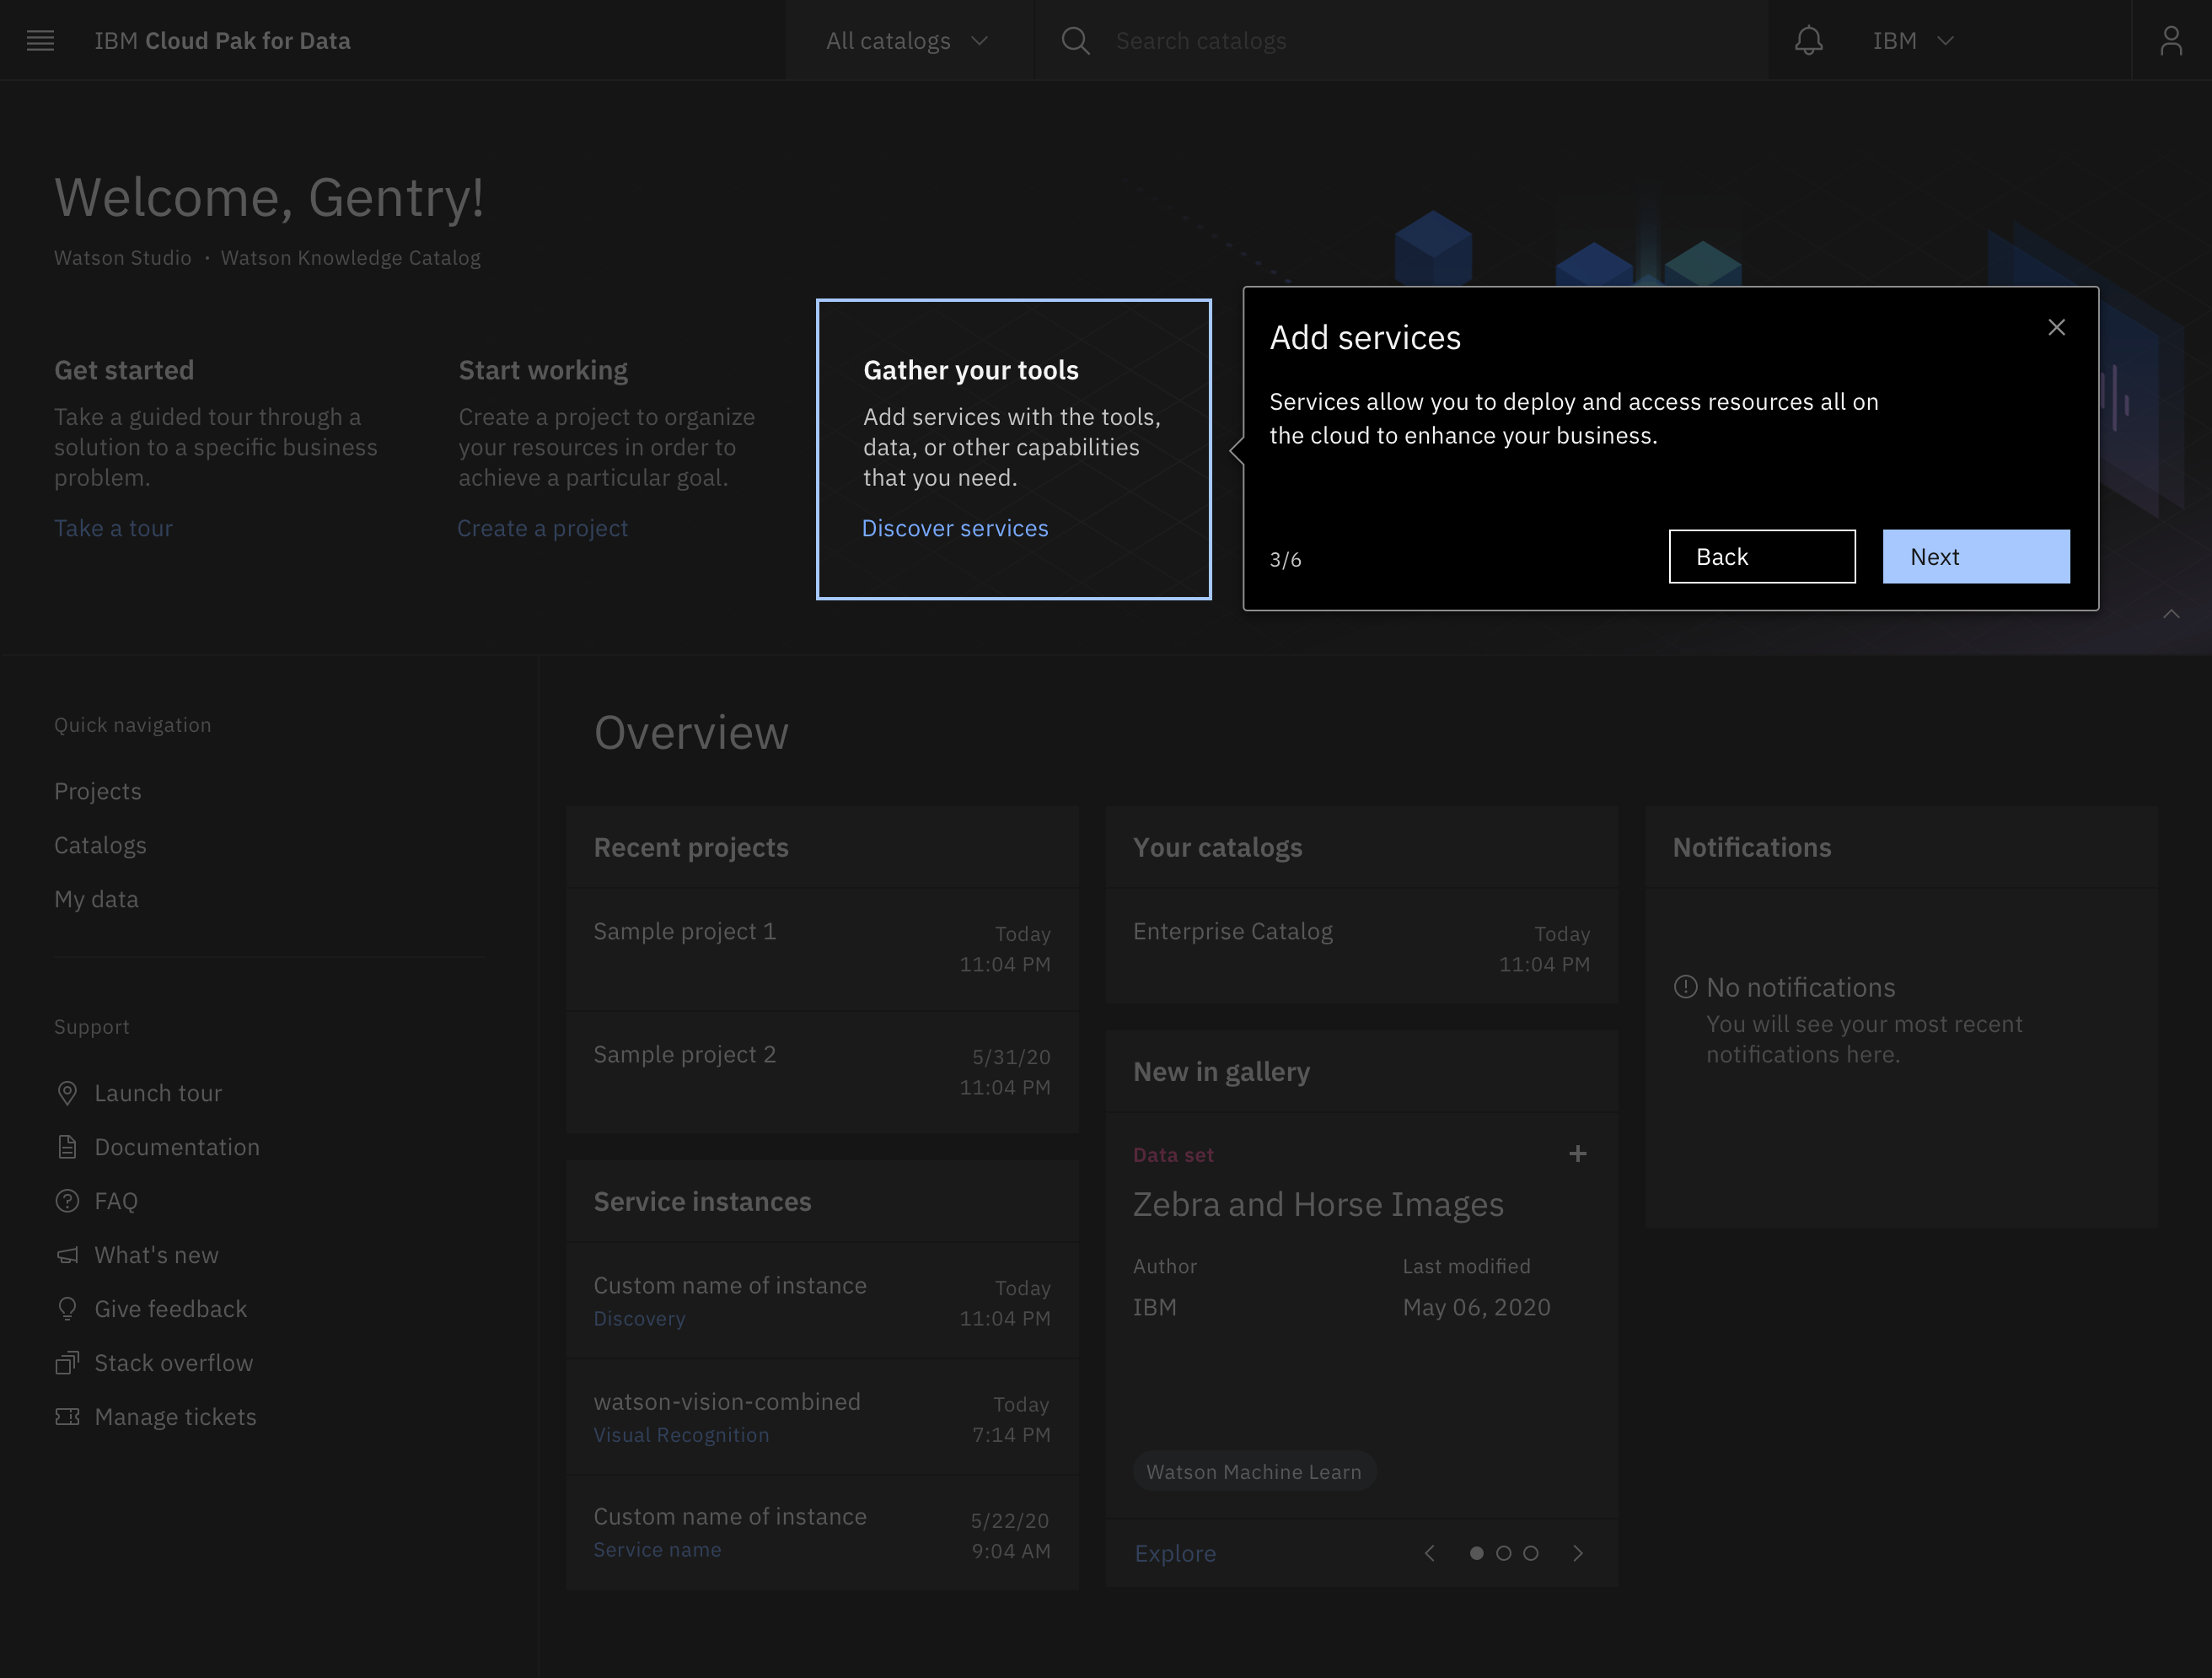 IBM Cloud Pak for Data
All catalogs
Search catalogs
IBM
Welcome, Gentry!
Watson Studio • Watson Knowledge Catalog
Get started
Take a guided tour through a
solution to a specific business
problem.
Take a tour
Start working
Create a project to organize
your resources in order to
achieve a particular goal.
Create a project
Gather your tools
Add services with the tools,
data, or other capabilities
that you need.
Discover services
Add services
Services allow you to deploy and access resources all on
the cloud to enhance your business.
3/6
Back
Next
Quick navigation
Projects
Catalogs
My data
Support
Launch tour
Documentation
FAQ
What's new
Give feedback
Stack overflow
Manage tickets
Overview
Recent projects
Sample project 1
Today
11:04 PM
Sample project 2
5/31/20
11:04 PM
Service instances
Custom name of instance
Today
Discovery
11:04 PM
watson-vision-combined
Today
Visual Recognition
7:14 PM
Custom name of instance
5/22/20
Service name
9:04 AM
Your catalogs
Enterprise Catalog
Today
11:04 PM
New in gallery
Data set
Zebra and Horse Images
Author
Last modified
IBM
May 06, 2020
Watson Machine Learn
Explore
Notifications
No notifications
You will see your most recent
notifications here.